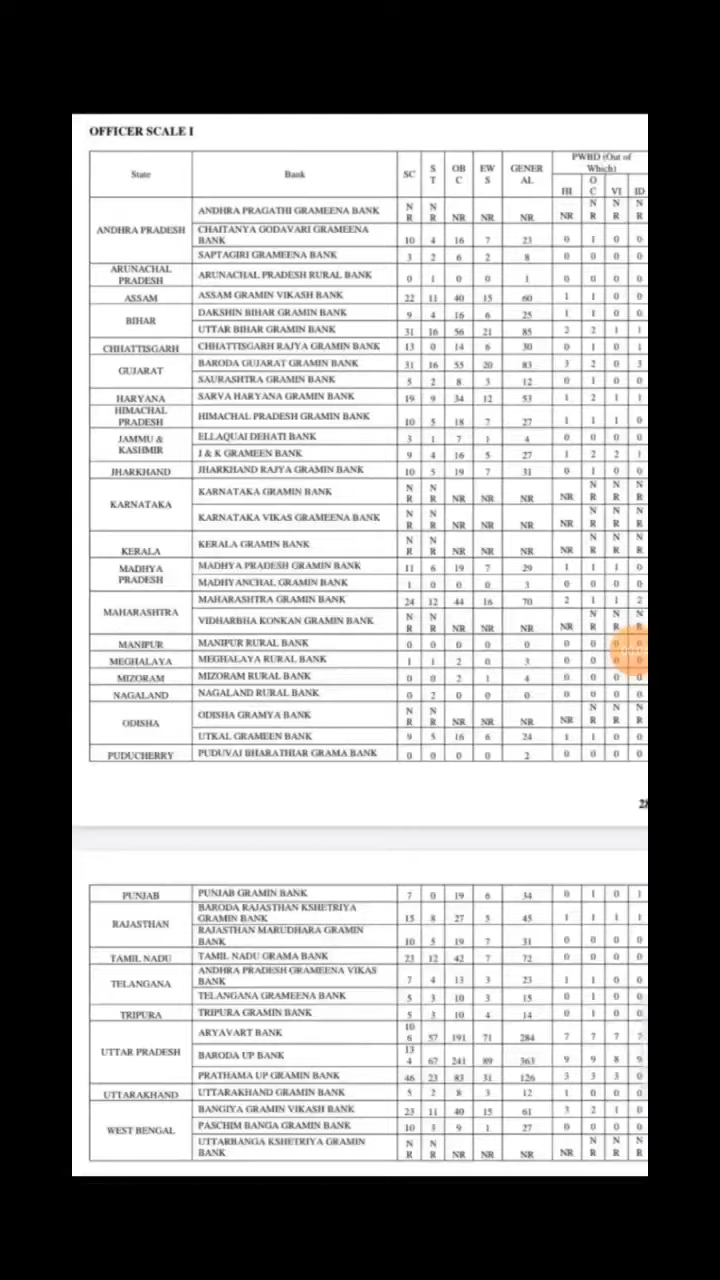 OFFICER SCALE I
State Bank SC S T OB C EW S GENER AL PWBD (Out of Which) HI O C VI ID
ANDHRA PRADESH ANDHRA PRAGATHI GRAMEENA BANK N R N R NR NR NR NR N R N R N R
CHAITANYA GODAVARI GRAMEENA BANK 10 4 16 7 23 0 1 0 0
SAPTAGIRI GRAMEENA BANK 3 2 6 2 8 0 0 0 0
ARUNACHAL PRADESH ARUNACHAL PRADESH RURAL BANK 0 1 0 0 1 0 0 0 0
ASSAM ASSAM GRAMIN VIKASH BANK 22 11 40 15 60 1 1 0 0
BIHAR DAKSHIN BIHAR GRAMIN BANK 9 4 16 6 25 1 1 0 0
UTTAR BIHAR GRAMIN BANK 31 16 56 21 85 2 2 1 1
CHHATTISGARH CHHATTISGARH RAJYA GRAMIN BANK 13 0 14 6 30 0 1 0 1
GUJARAT BARODA GUJARAT GRAMIN BANK 31 16 55 20 83 3 2 0 3
SAURASHTRA GRAMIN BANK 5 2 8 3 12 0 1 0 0
HARYANA SARVA HARYANA GRAMIN BANK 19 9 34 12 53 1 2 1 1
HIMACHAL PRADESH HIMACHAL PRADESH GRAMIN BANK 10 5 18 7 27 1 1 1 0
JAMMU & KASHMIR ELLAQUAI DEHATI BANK 3 1 7 1 4 0 0 0 0
J & K GRAMEEN BANK 9 4 16 5 27 1 2 2 1
JHARKHAND JHARKHAND RAJYA GRAMIN BANK 10 5 19 7 31 0 1 0 0
KARNATAKA KARNATAKA GRAMIN BANK N R N R NR NR NR NR N R N R N R
KARNATAKA VIKAS GRAMEENA BANK N R N R NR NR NR NR N R N R N R
KERALA KERALA GRAMIN BANK N R N R NR NR NR NR N R N R N R
MADHYA PRADESH MADHYA PRADESH GRAMIN BANK 11 6 19 7 29 1 1 1 0
MADHYANCHAL GRAMIN BANK 1 0 0 0 3 0 0 0 0
MAHARASHTRA MAHARASHTRA GRAMIN BANK 24 12 44 16 70 2 1 1 2
VIDHARBHA KONKAN GRAMIN BANK N R N R NR NR NR NR N R N R N R
MANIPUR MANIPUR RURAL BANK 0 0 0 0 0 0 0 0 0
MEGHALAYA MEGHALAYA RURAL BANK 1 1 2 0 3 0 0
MIZORAM MIZORAM RURAL BANK 0 0 2 1 4 0 0 0 0
NAGALAND NAGALAND RURAL BANK 0 2 0 0 0 0 0 0 0
ODISHA ODISHA GRAMYA BANK N R N R NR NR NR NR N R N R N R
UTKAL GRAMEEN BANK 9 5 16 6 24 1 1 0 0
PUDUCHERRY PUDUVAI BHARATHIAR GRAMA BANK 0 0 0 0 2 0 0 0 0
PUNJAB PUNJAB GRAMIN BANK 7 0 19 6 34 0 1 0 1
RAJASTHAN BARODA RAJASTHAN KSHETRIYA GRAMIN BANK 15 8 27 5 45 1 1 1 1
RAJASTHAN MARUDHARA GRAMIN BANK 10 5 19 7 31 0 0 0 0
TAMIL NADU TAMIL NADU GRAMA BANK 23 12 42 7 72 0 0 0 0
TELANGANA ANDHRA PRADESH GRAMEENA VIKAS BANK 7 4 13 3 23 1 1 0 0
TELANGANA GRAMEENA BANK 5 3 10 3 15 0 1 0 0
TRIPURA TRIPURA GRAMIN BANK 5 3 10 4 14 0 1 0 0
UTTAR PRADESH ARYAVART BANK 10 6 57 191 71 284 7 7 7 7
BARODA UP BANK 13 4 67 241 89 363 9 9 8 9
PRATHAMA UP GRAMIN BANK 46 23 83 31 126 3 3 3 0
UTTARAKHAND UTTARAKHAND GRAMIN BANK 5 2 8 3 12 1 0 0 0
WEST BENGAL BANGIYA GRAMIN VIKASH BANK 23 11 40 15 61 3 2 1 0
PASCHIM BANGA GRAMIN BANK 10 3 9 1 27 0 0 0 0
UTTARBANGA KSHETRIYA GRAMIN BANK N R N R NR NR NR NR N R N R N R